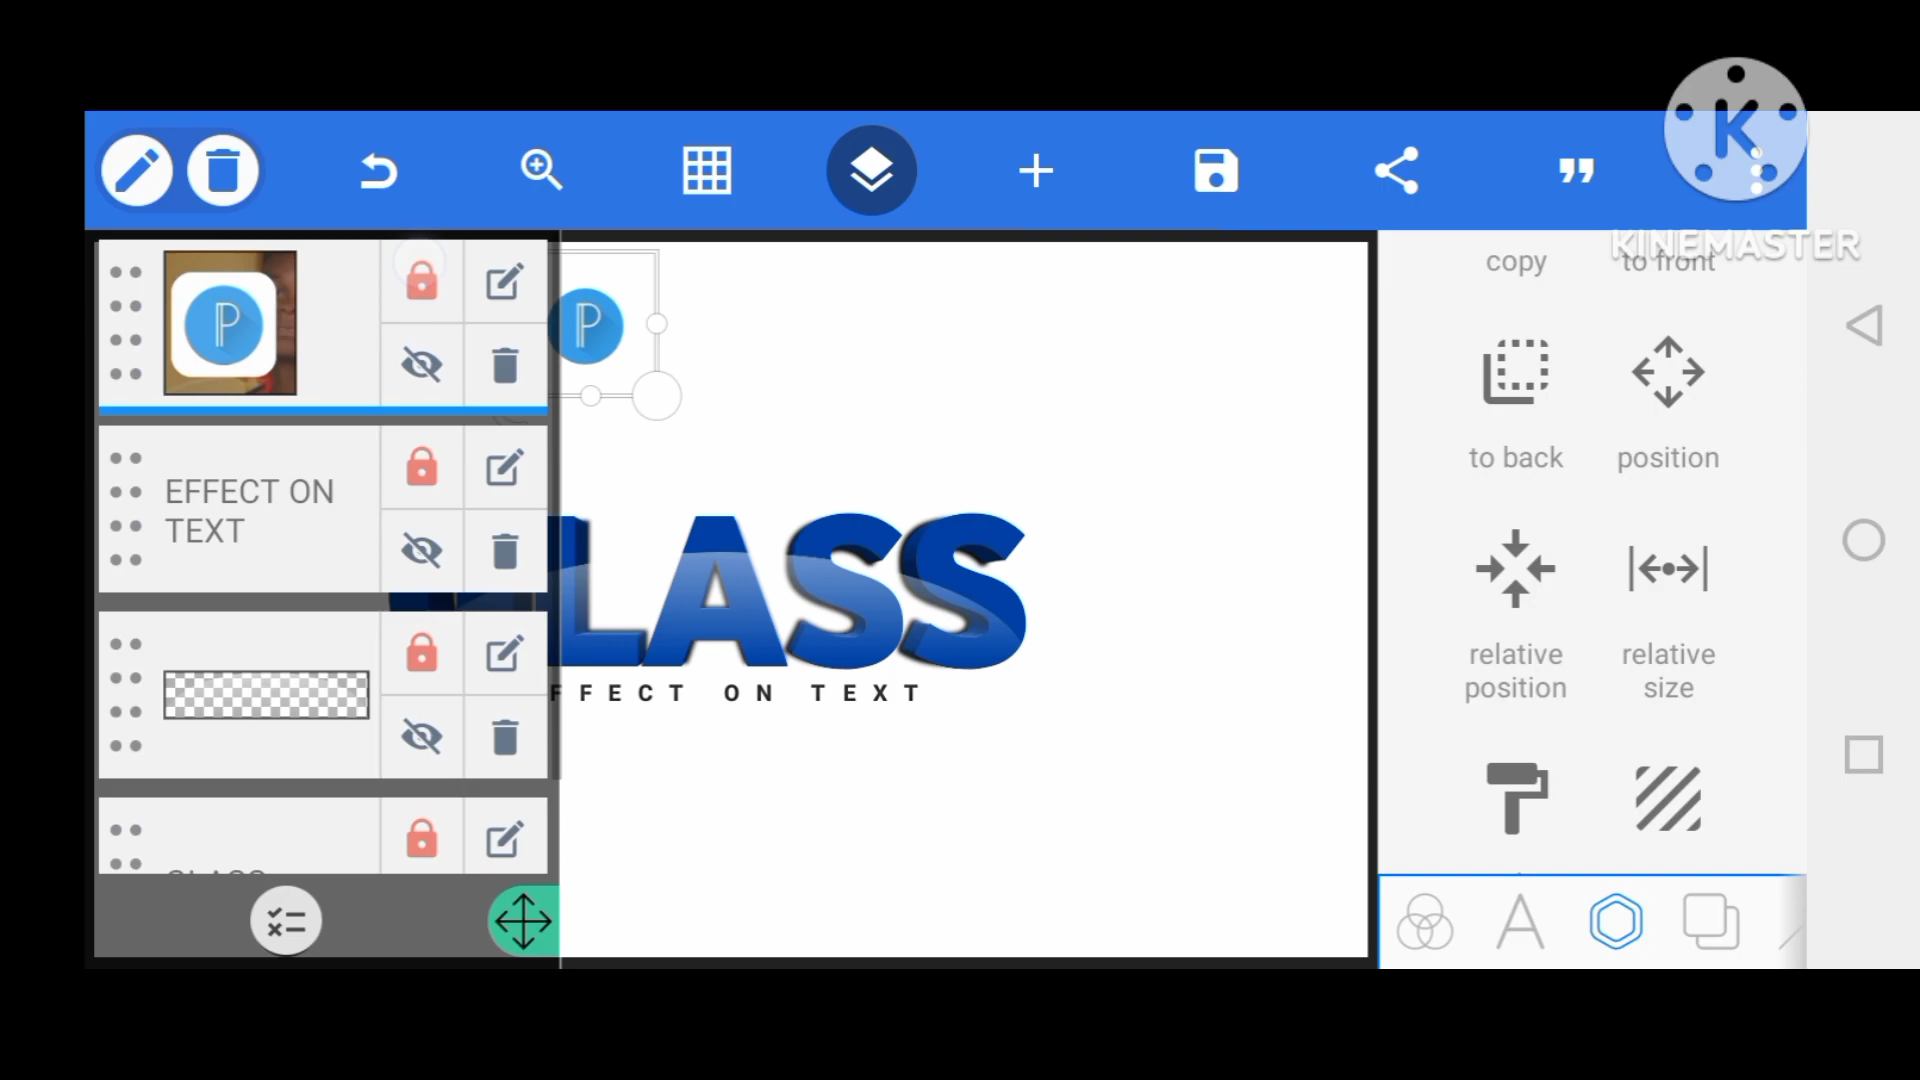 K
KINEMASTER
copy
to front
P
P
to back
position
EFFECT ON
TEXT
LASS
FFECT ON TEXT
relative
position
relative
size